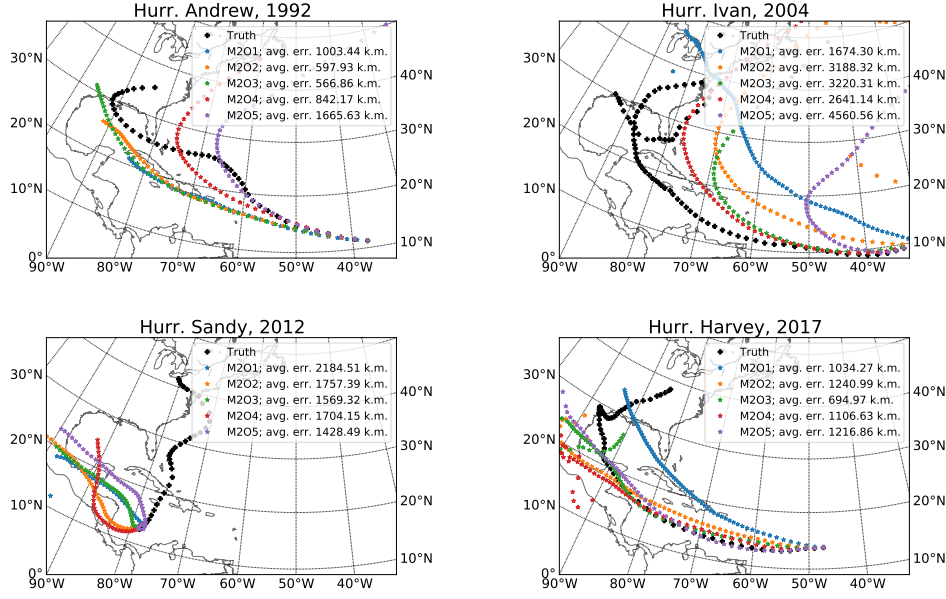 Hurr. Andrew, 1992
Truth
M2O1; avg. err. 1003.44 k.m.
M2O2; avg. err. 597.93 k.m.
M2O3; avg. err. 566.86 k.m.
M2O4; avg. err. 842.17 k.m.
M2O5; avg. err. 1665.63 k.m.
30°N
20°N
10°N
0°
40°N
30°N
20°N
10°N
90°W 80°W 70°W 60°W 50°W 40°W
Hurr. Ivan, 2004
Truth
M2O1; avg. err. 1674.30 k.m.
M2O2; avg. err. 3188.32 k.m.
M2O3; avg. err. 3220.31 k.m.
M2O4; avg. err. 2641.14 k.m.
M2O5; avg. err. 4560.56 k.m.
30°N
20°N
10°N
0°
40°N
30°N
20°N
10°N
90°W 80°W 70°W 60°W 50°W 40°W
Hurr. Sandy, 2012
Truth
M2O1; avg. err. 2184.51 k.m.
M2O2; avg. err. 1757.39 k.m.
M2O3; avg. err. 1569.32 k.m.
M2O4; avg. err. 1704.15 k.m.
M2O5; avg. err. 1428.49 k.m.
30°N
20°N
10°N
0°
40°N
30°N
20°N
10°N
90°W 80°W 70°W 60°W 50°W 40°W
Hurr. Harvey, 2017
Truth
M2O1; avg. err. 1034.27 k.m.
M2O2; avg. err. 1240.99 k.m.
M2O3; avg. err. 694.97 k.m.
M2O4; avg. err. 1106.63 k.m.
M2O5; avg. err. 1216.86 k.m.
30°N
20°N
10°N
0°
40°N
30°N
20°N
10°N
90°W 80°W 70°W 60°W 50°W 40°W